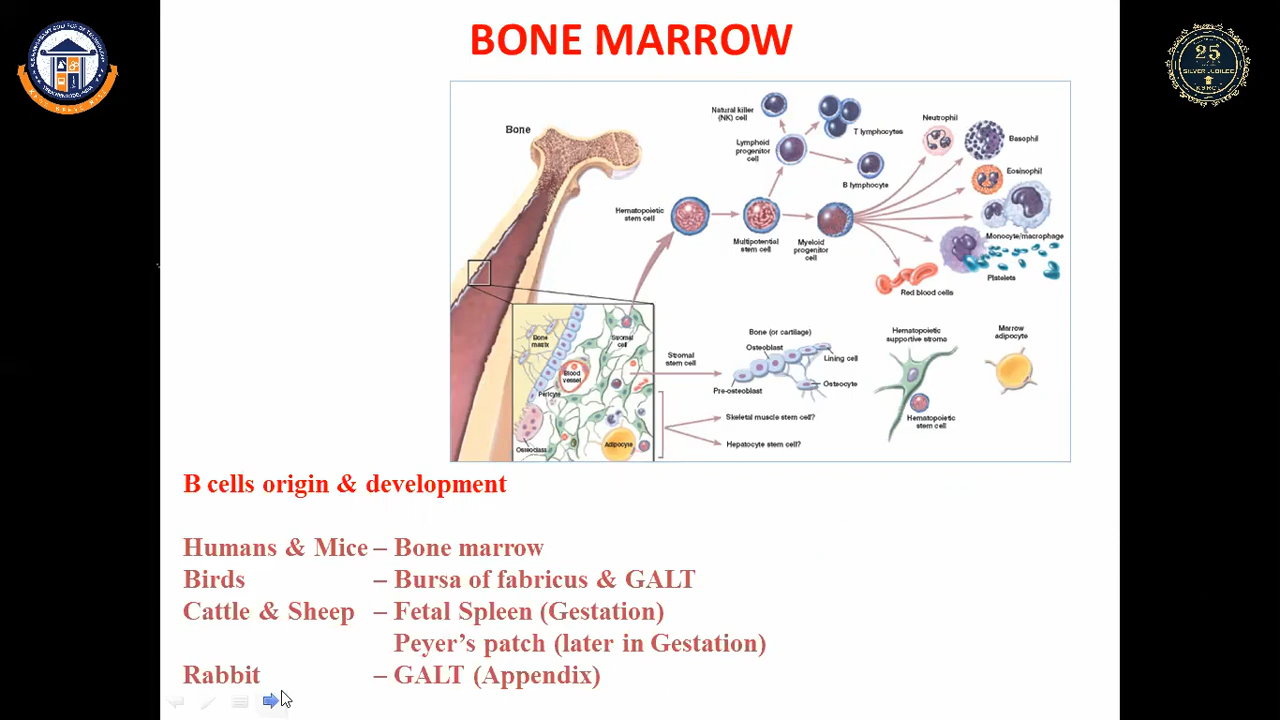 BONE MARROW
25
SILVER JUBILEE
Bone
Natural killer
(NK) cell
T lymphocytes
Lymphoid
progenitor
cell
B lymphocyte
Neutrophil
Basophil
Eosinophil
Hematopoietic
stem cell
Multipotential
stem cell
Myeloid
progenitor
cell
Monocyte/macrophage
Platelets
Red blood cells
Bone
matrix
Stromal
cell
Blood
vessel
Pericyte
Osteoclast
Adipocyte
Stromal
stem cell
Bone (or cartilage)
Osteoblast
Lining cell
Pre-osteoblast
Osteocyte
Skeletal muscle stem cell?
Hepatocyte stem cell?
Hematopoietic
supportive stroma
Hematopoietic
stem cell
Marrow
adipocyte
B cells origin & development
Humans & Mice – Bone marrow
Birds – Bursa of fabricus & GALT
Cattle & Sheep – Fetal Spleen (Gestation)
Peyer’s patch (later in Gestation)
Rabbit – GALT (Appendix)